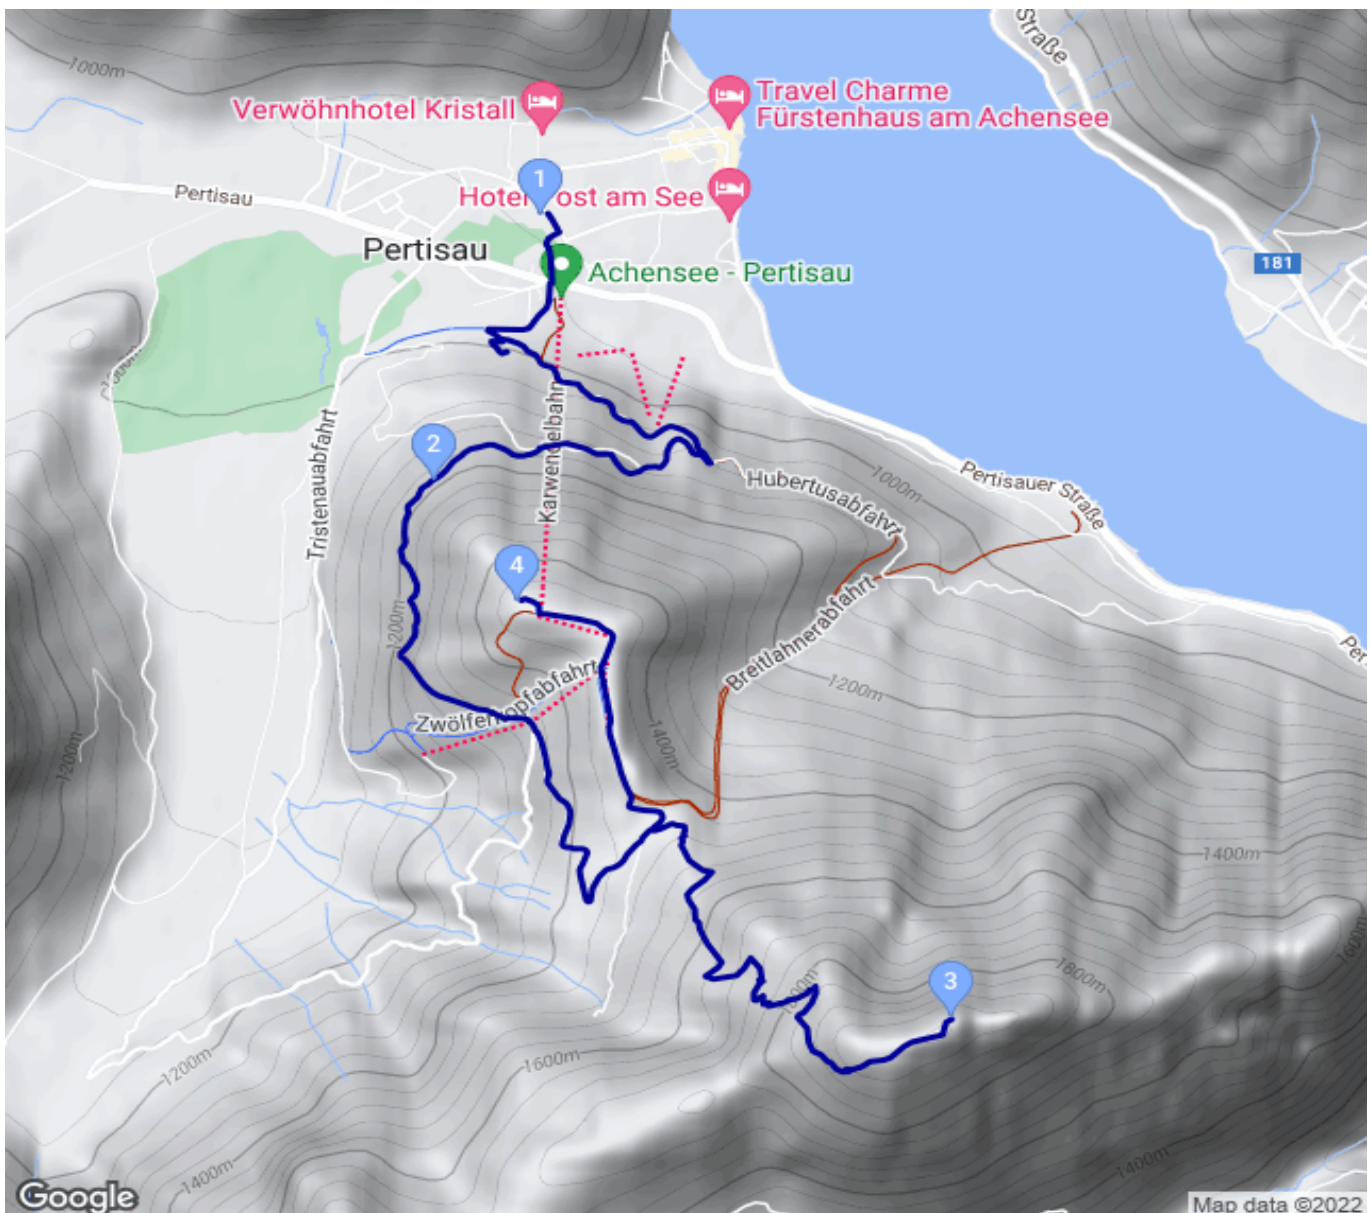 Straße
1000m
Verwöhnhotel Kristall
Travel Charme
Fürstenhaus am Achensee
1
Pertisau
Hotel Post am See
Pertisau
181
Achensee - Pertisau
1000m
Karwendelbahn
2
Tristenauabfahrt
Hubertusabfahrt
1000m
Pertisauer Straße
4
1200m
Breitlahnerabfahrt
Per
Zwölferkopfabfahrt
1200m
1200m
1400m
1400m
3
1800m
1600m
1600m
1200m
1400m
1400m
Google
Map data ©2022